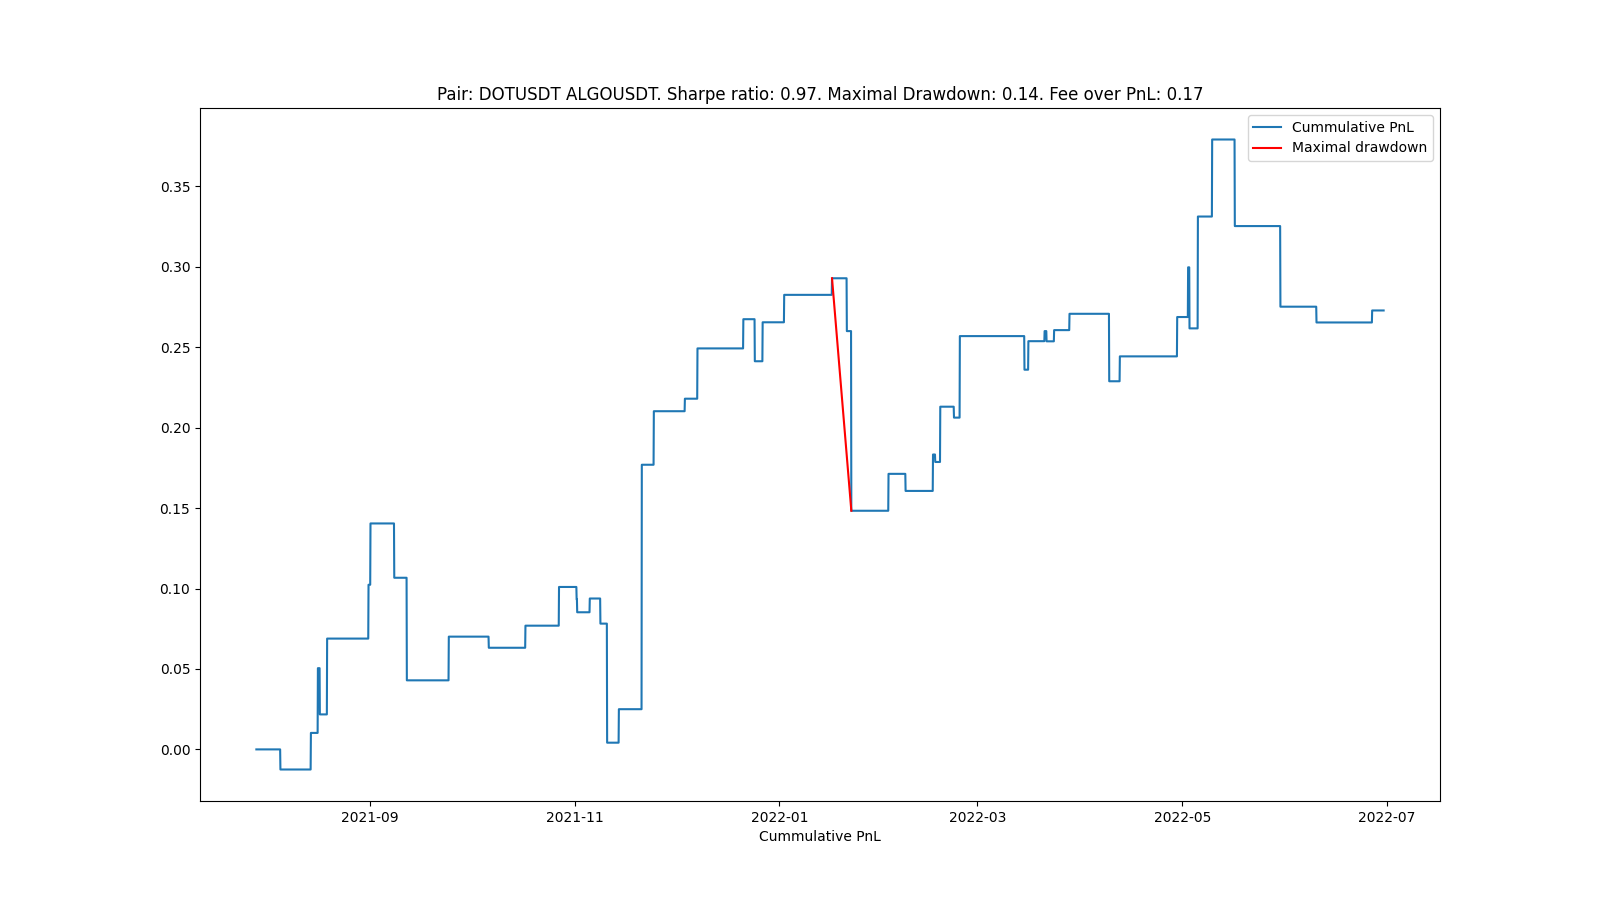 Pair: DOTUSDT ALGOUSDT. Sharpe ratio: 0.97. Maximal Drawdown: 0.14. Fee over PnL: 0.17
Cummulative PnL
Maximal drawdown
0.35
0.30
0.25
0.20
0.15
0.10
0.05
0.00
2021-09 2021-11 2022-01 2022-03 2022-05 2022-07
Cummulative PnL